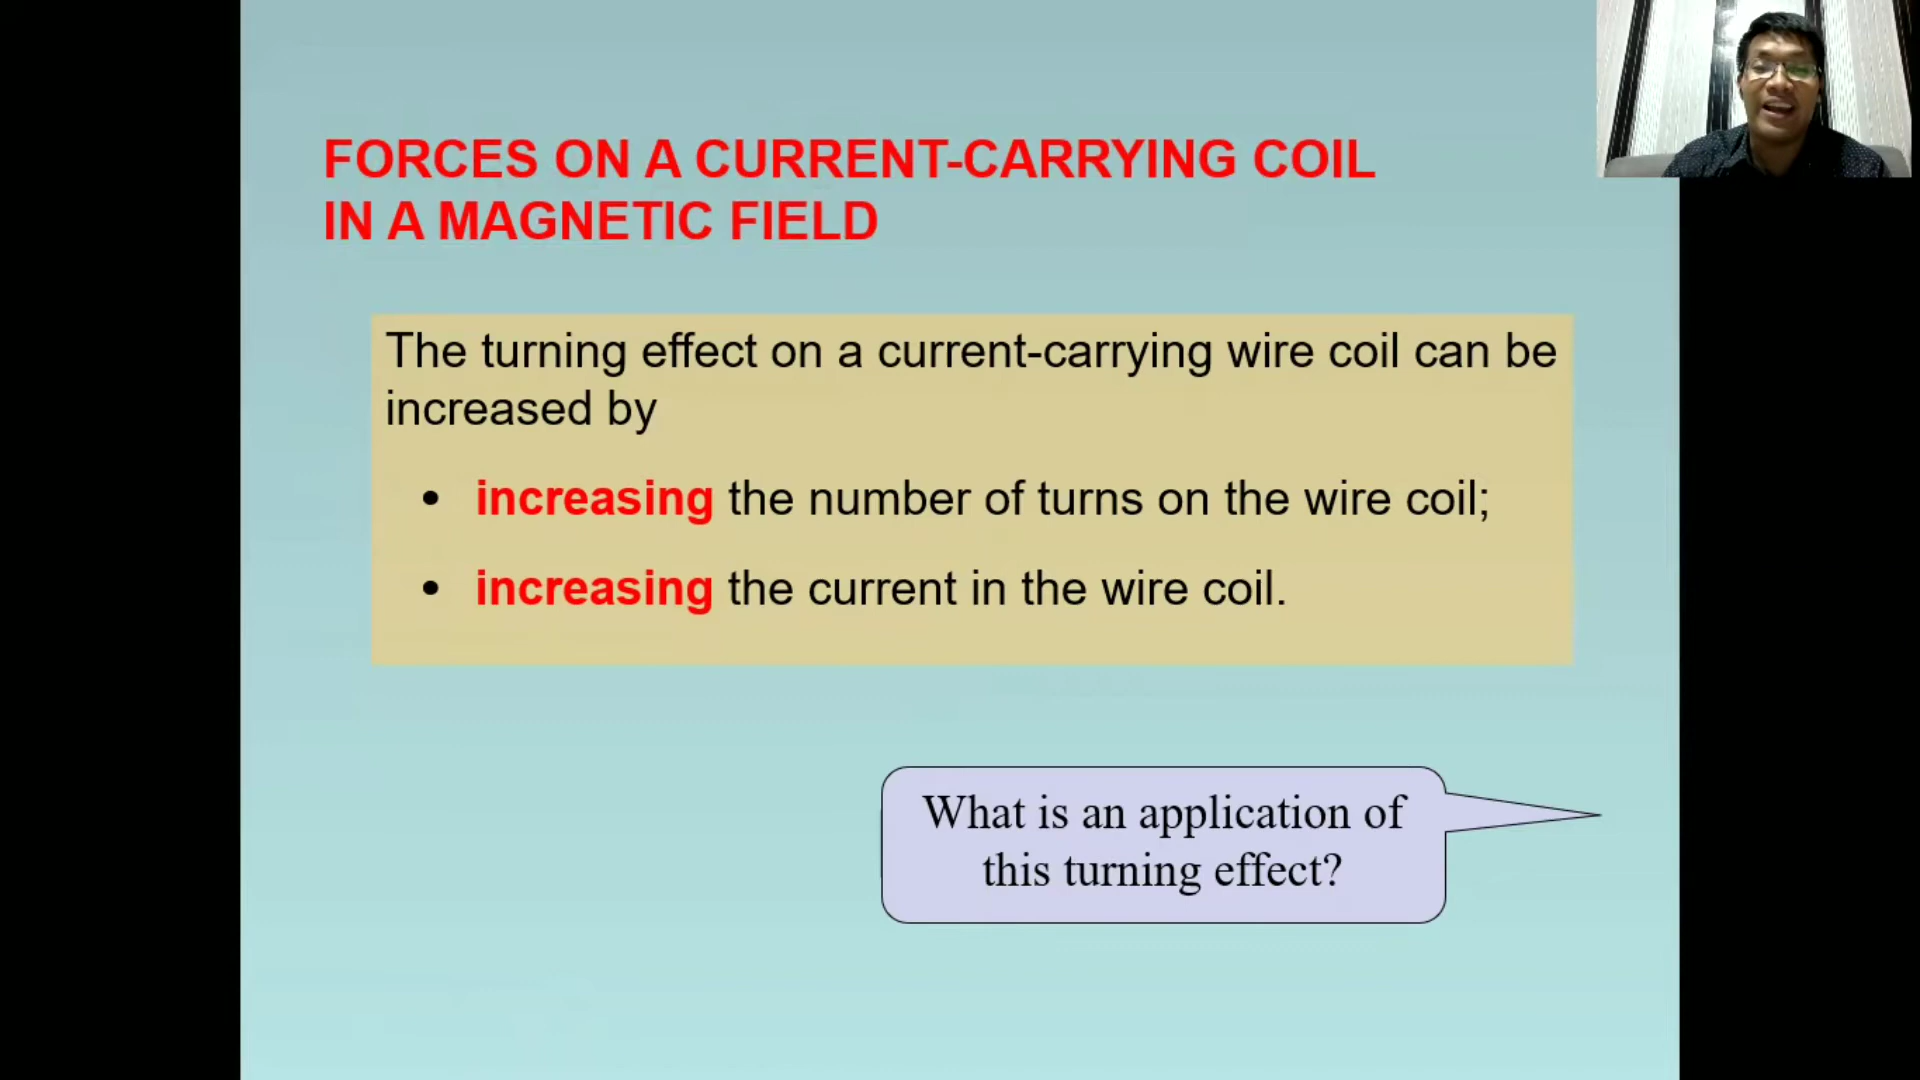 FORCES ON A CURRENT-CARRYING COIL
IN A MAGNETIC FIELD
The turning effect on a current-carrying wire coil can be
increased by
• increasing the number of turns on the wire coil;
• increasing the current in the wire coil.
What is an application of
this turning effect?